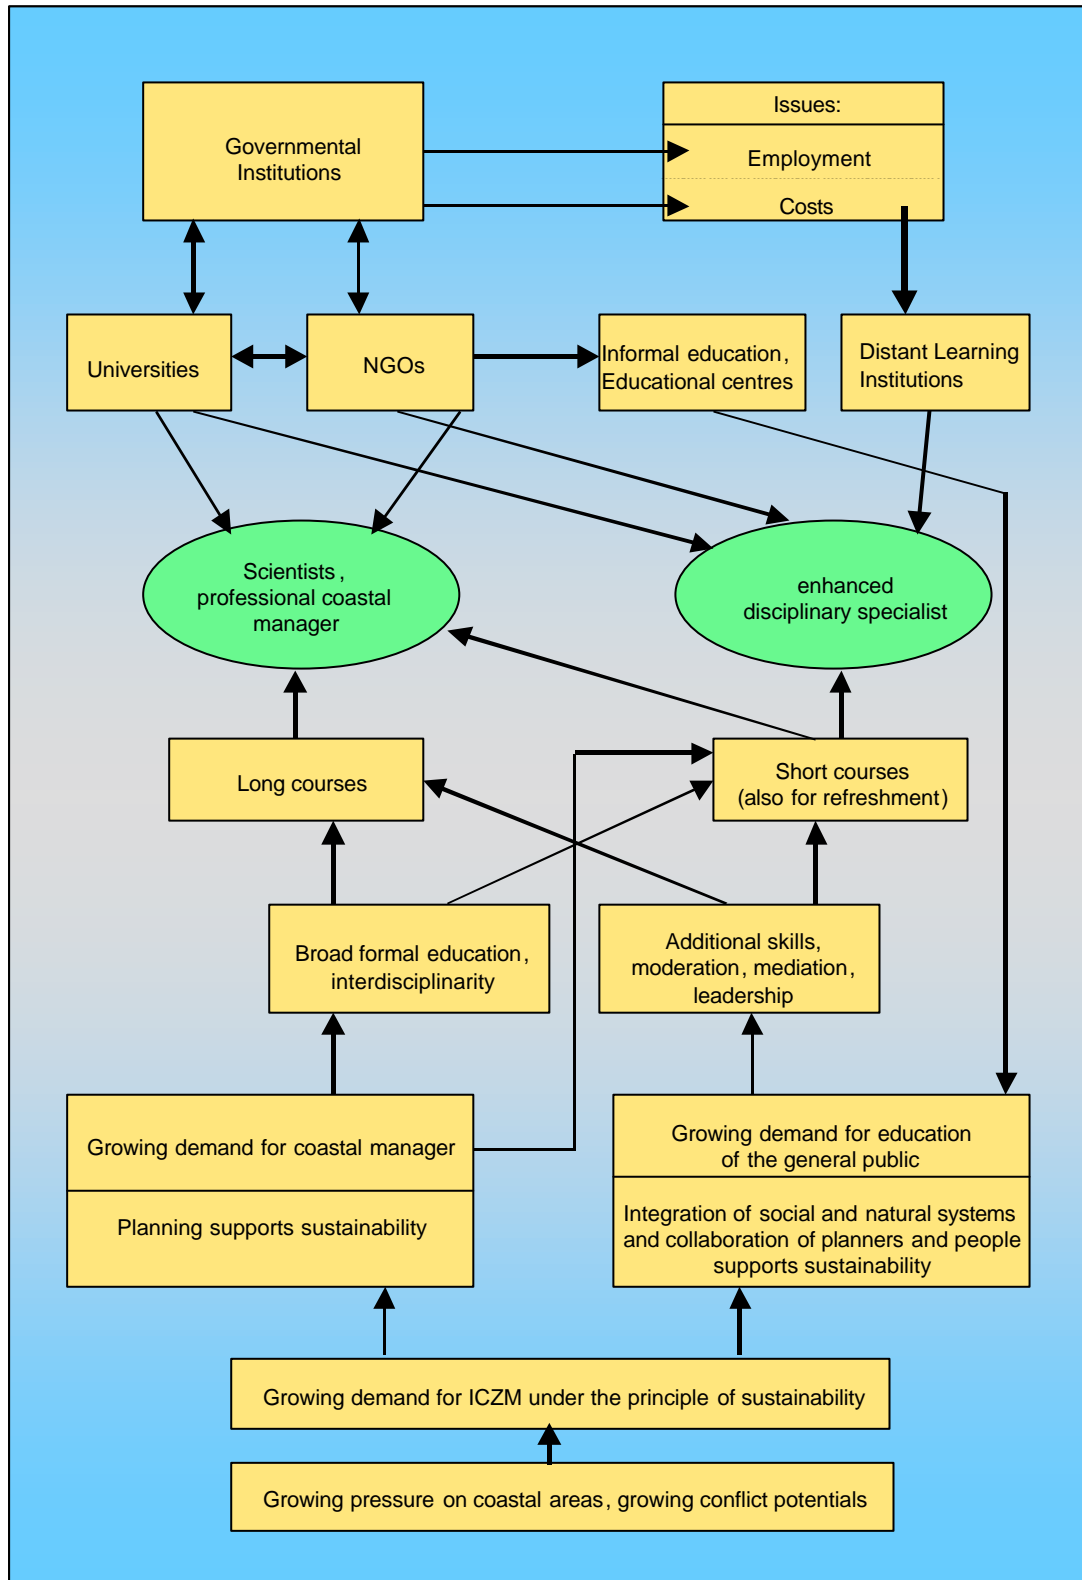 Governmental
Institutions
Issues:
Employment
Costs
Universities
NGOs
Informal education,
Educational centres
Distant Learning
Institutions
Scientists,
professional coastal
manager
enhanced
disciplinary specialist
Long courses
Short courses
(also for refreshment)
Broad formal education,
interdisciplinarity
Additional skills,
moderation, mediation,
leadership
Growing demand for coastal manager
Planning supports sustainability
Growing demand for education
of the general public
Integration of social and natural systems
and collaboration of planners and people
supports sustainability
Growing demand for ICZM under the principle of sustainability
Growing pressure on coastal areas, growing conflict potentials